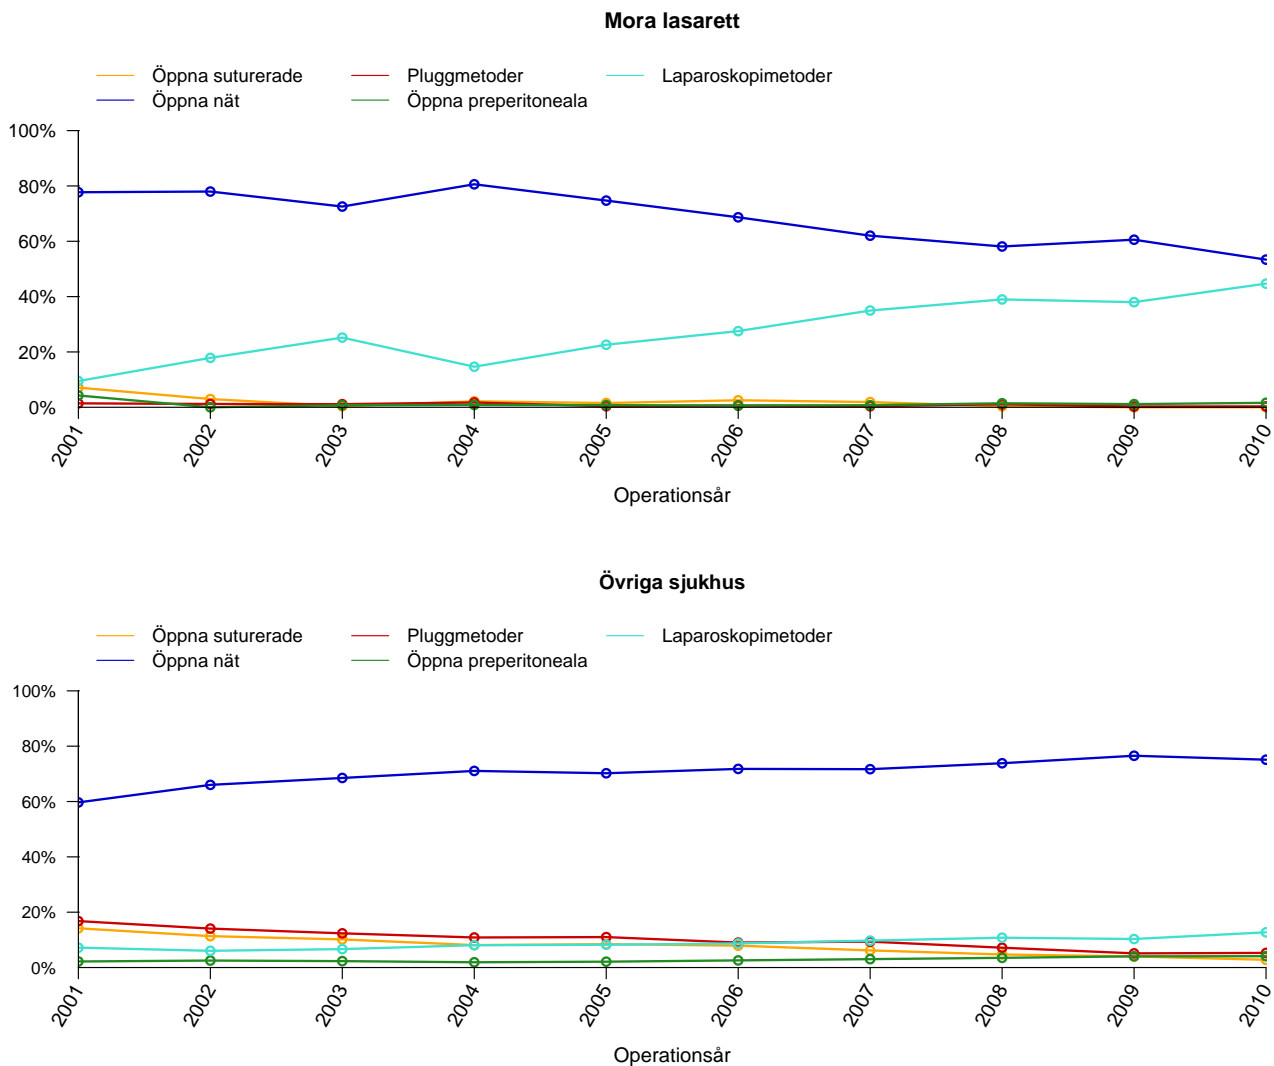 Mora lasarett
Öppna suturerade Pluggmetoder Laparoskopimetoder
Öppna nät Öppna preperitoneala
100%
80%
60%
40%
20%
0%
2001 2002 2003 2004 2005 2006 2007 2008 2009 2010
Operationsår
Övriga sjukhus
Öppna suturerade Pluggmetoder Laparoskopimetoder
Öppna nät Öppna preperitoneala
100%
80%
60%
40%
20%
0%
2001 2002 2003 2004 2005 2006 2007 2008 2009 2010
Operationsår